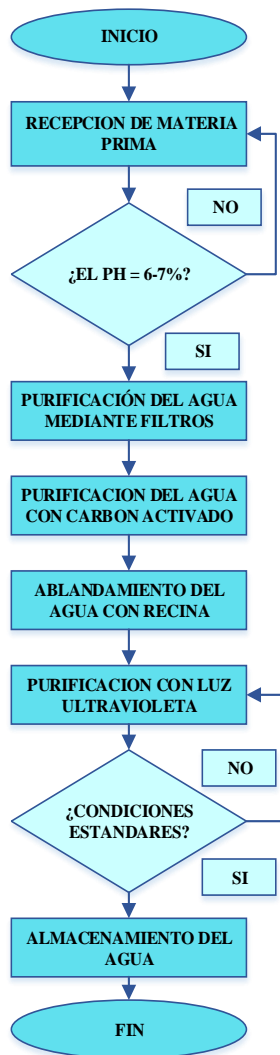 INICIO
RECEPCION DE MATERIA
PRIMA
NO
¿EL PH = 6-7%?
SI
PURIFICACIÓN DEL AGUA
MEDIANTE FILTROS
PURIFICACION DEL AGUA
CON CARBON ACTIVADO
ABLANDAMIENTO DEL
AGUA CON RECINA
PURIFICACION CON LUZ
ULTRAVIOLETA
NO
¿CONDICIONES
ESTANDARES?
SI
ALMACENAMIENTO DEL
AGUA
FIN